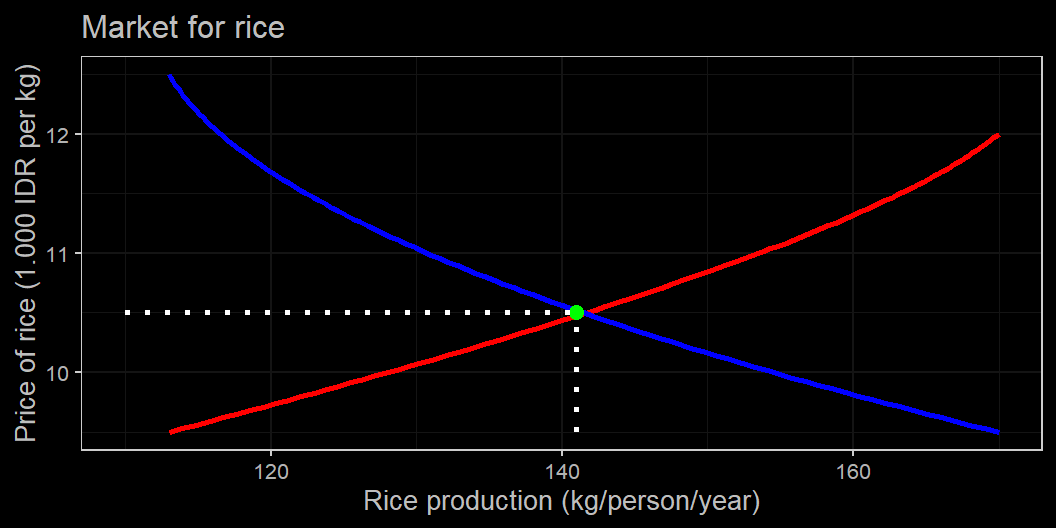 Market for rice
Price of rice (1.000 IDR per kg)
12
11
10
120
140
160
Rice production (kg/person/year)